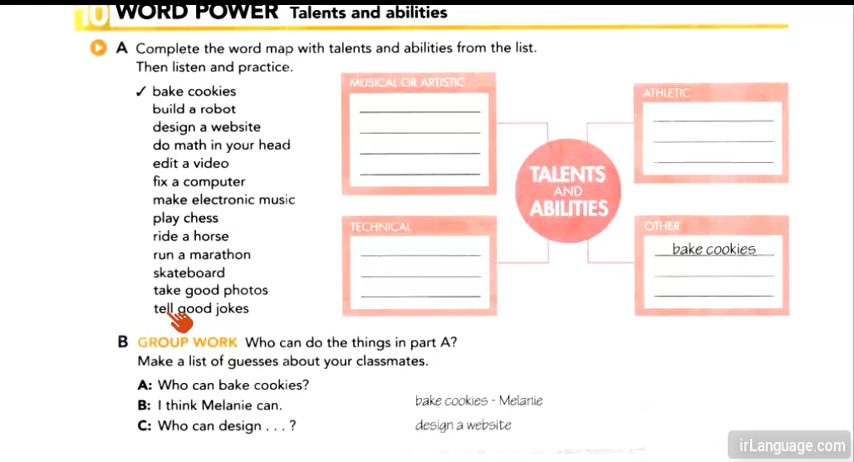 10 WORD POWER Talents and abilities
A Complete the word map with talents and abilities from the list.
Then listen and practice.
✓ bake cookies
build a robot
design a website
do math in your head
edit a video
fix a computer
make electronic music
play chess
ride a horse
run a marathon
skateboard
take good photos
tell good jokes
MUSICAL OR ARTISTIC
TECHNICAL
TALENTS
AND
ABILITIES
ATHLETIC
OTHER
bake cookies
B GROUP WORK Who can do the things in part A?
Make a list of guesses about your classmates.
A: Who can bake cookies?
B: I think Melanie can.
C: Who can design . . . ?
bake cookies - Melanie
design a website
irLanguage.com